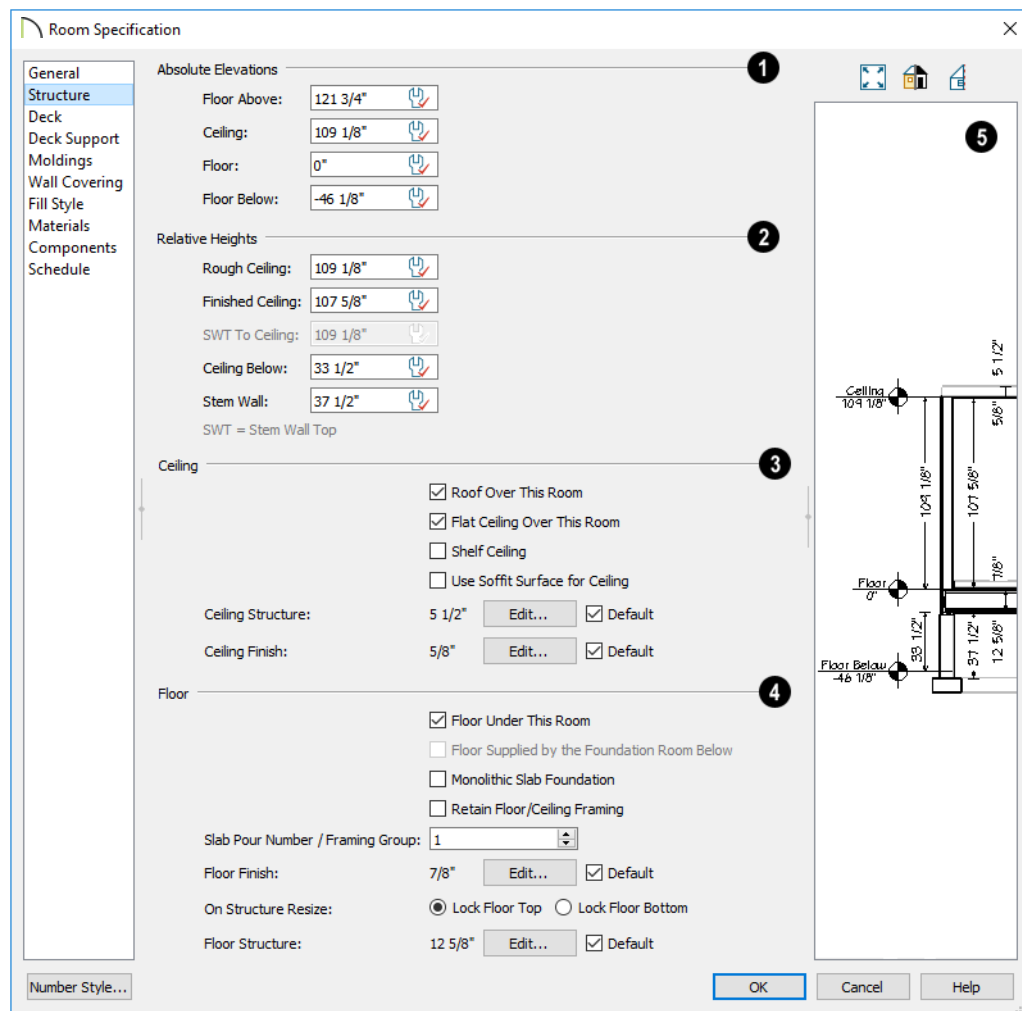 Room Specification
General
Structure
Deck
Deck Support
Moldings
Wall Covering
Fill Style
Materials
Components
Schedule
Absolute Elevations
1
Floor Above: 121 3/4"
Ceiling: 109 1/8"
Floor: 0"
Floor Below: -46 1/8"
Relative Heights
2
Rough Ceiling: 109 1/8"
Finished Ceiling: 107 5/8"
SWT To Ceiling: 109 1/8"
Ceiling Below: 33 1/2"
Stem Wall: 37 1/2"
SWT = Stem Wall Top
Ceiling
3
Roof Over This Room
Flat Ceiling Over This Room
Shelf Ceiling
Use Soffit Surface for Ceiling
Ceiling Structure: 5 1/2" Edit... Default
Ceiling Finish: 5/8" Edit... Default
Floor
4
Floor Under This Room
Floor Supplied by the Foundation Room Below
Monolithic Slab Foundation
Retain Floor/Ceiling Framing
Slab Pour Number / Framing Group: 1
Floor Finish: 7/8" Edit... Default
On Structure Resize: Lock Floor Top Lock Floor Bottom
Floor Structure: 12 5/8" Edit... Default
5
5 1/2"
Ceiling
109 1/8"
5/8"
109 1/8"
107 5/8"
7/8"
Floor
0"
33 1/2"
37 1/2"
12 5/8"
Floor Below
-46 1/8"
Number Style...
OK
Cancel
Help